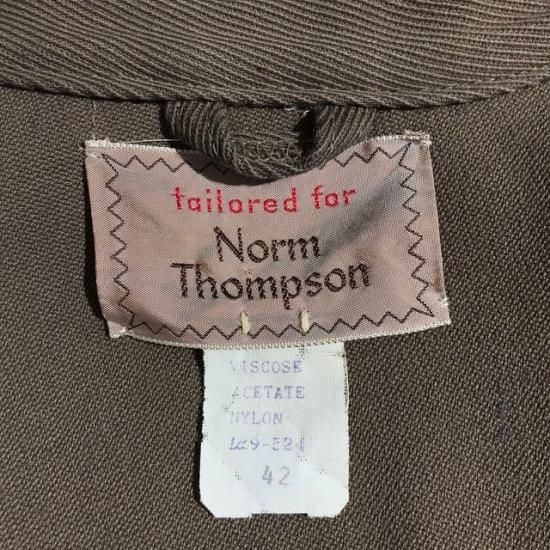 tailored for
Norm
Thompson
VISCOSE
ACETATE
NYLON
42